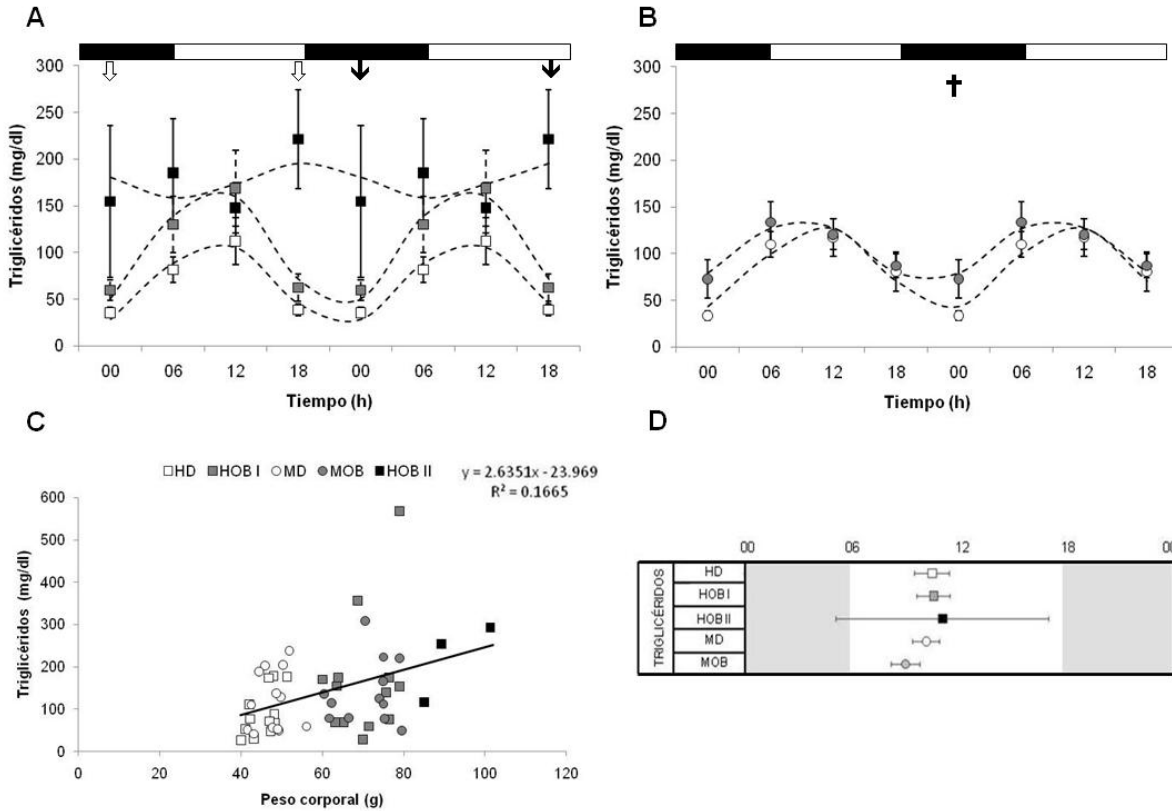 A
300
250
200
150
100
50
0
Triglicéridos (mg/dl)
00 06 12 18 00 06 12 18
Tiempo (h)
B
300
250
200
150
100
50
0
Triglicéridos (mg/dl)
00 06 12 18 00 06 12 18
Tiempo (h)
C
HD HOB I MD MOB HOB II
y = 2.6351x - 23.969
R² = 0.1665
600
500
400
300
200
100
0
Triglicéridos (mg/dl)
0 20 40 60 80 100 120
Peso corporal (g)
D
00 06 12 18 00
TRIGLICÉRIDOS
HD
HOB I
HOB II
MD
MOB